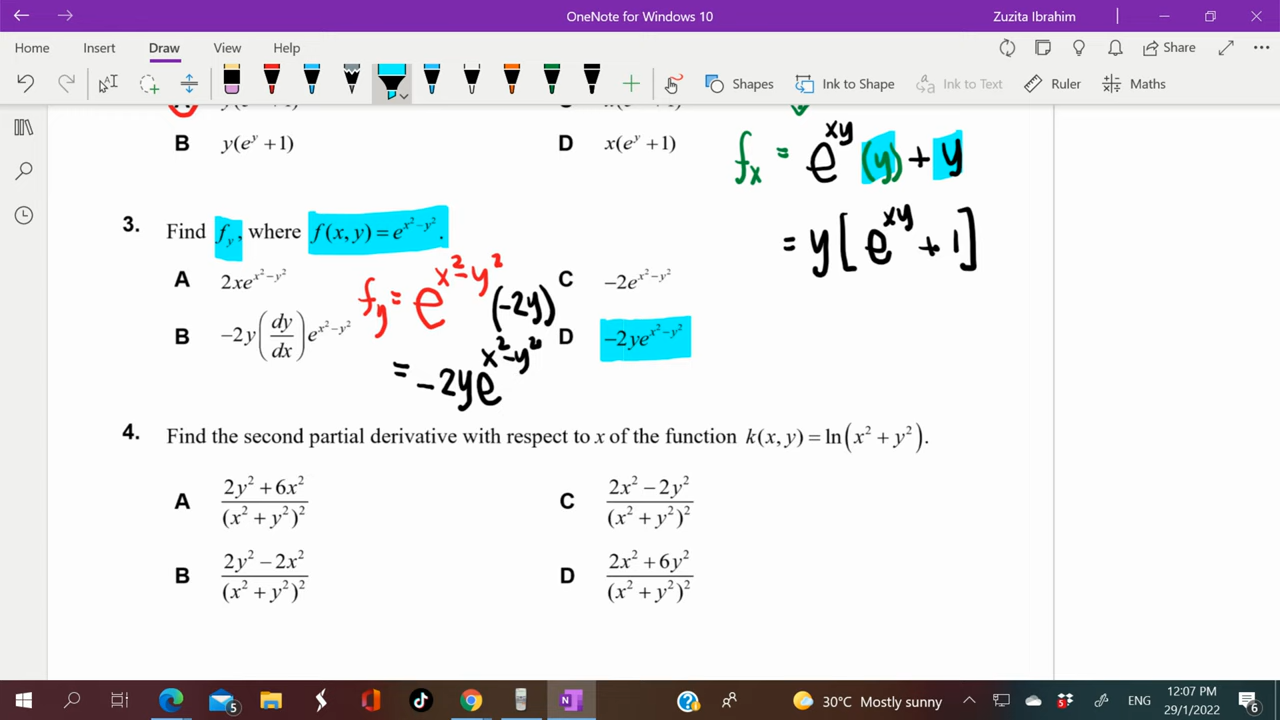 OneNote for Windows 10
Zuzita Ibrahim
Home Insert Draw View Help
Share
Shapes Ink to Shape Ink to Text Ruler Maths
B y(e^y + 1)
D x(e^y + 1)
f_x = e^{xy} (y) + y
= y[e^{xy} + 1]
3. Find f_y, where f(x, y) = e^{x²−y²}.
A 2xe^{x²−y²}
C −2e^{x²−y²}
B −2y(dy/dx)e^{x²−y²}
D −2ye^{x²−y²}
f_y = e^{x²−y²} (−2y)
= −2ye^{x²−y²}
4. Find the second partial derivative with respect to x of the function k(x, y) = ln(x² + y²).
A 2y² + 6x² / (x² + y²)²
C 2x² − 2y² / (x² + y²)²
B 2y² − 2x² / (x² + y²)²
D 2x² + 6y² / (x² + y²)²
5
30°C Mostly sunny
5
ENG
12:07 PM
29/1/2022
6